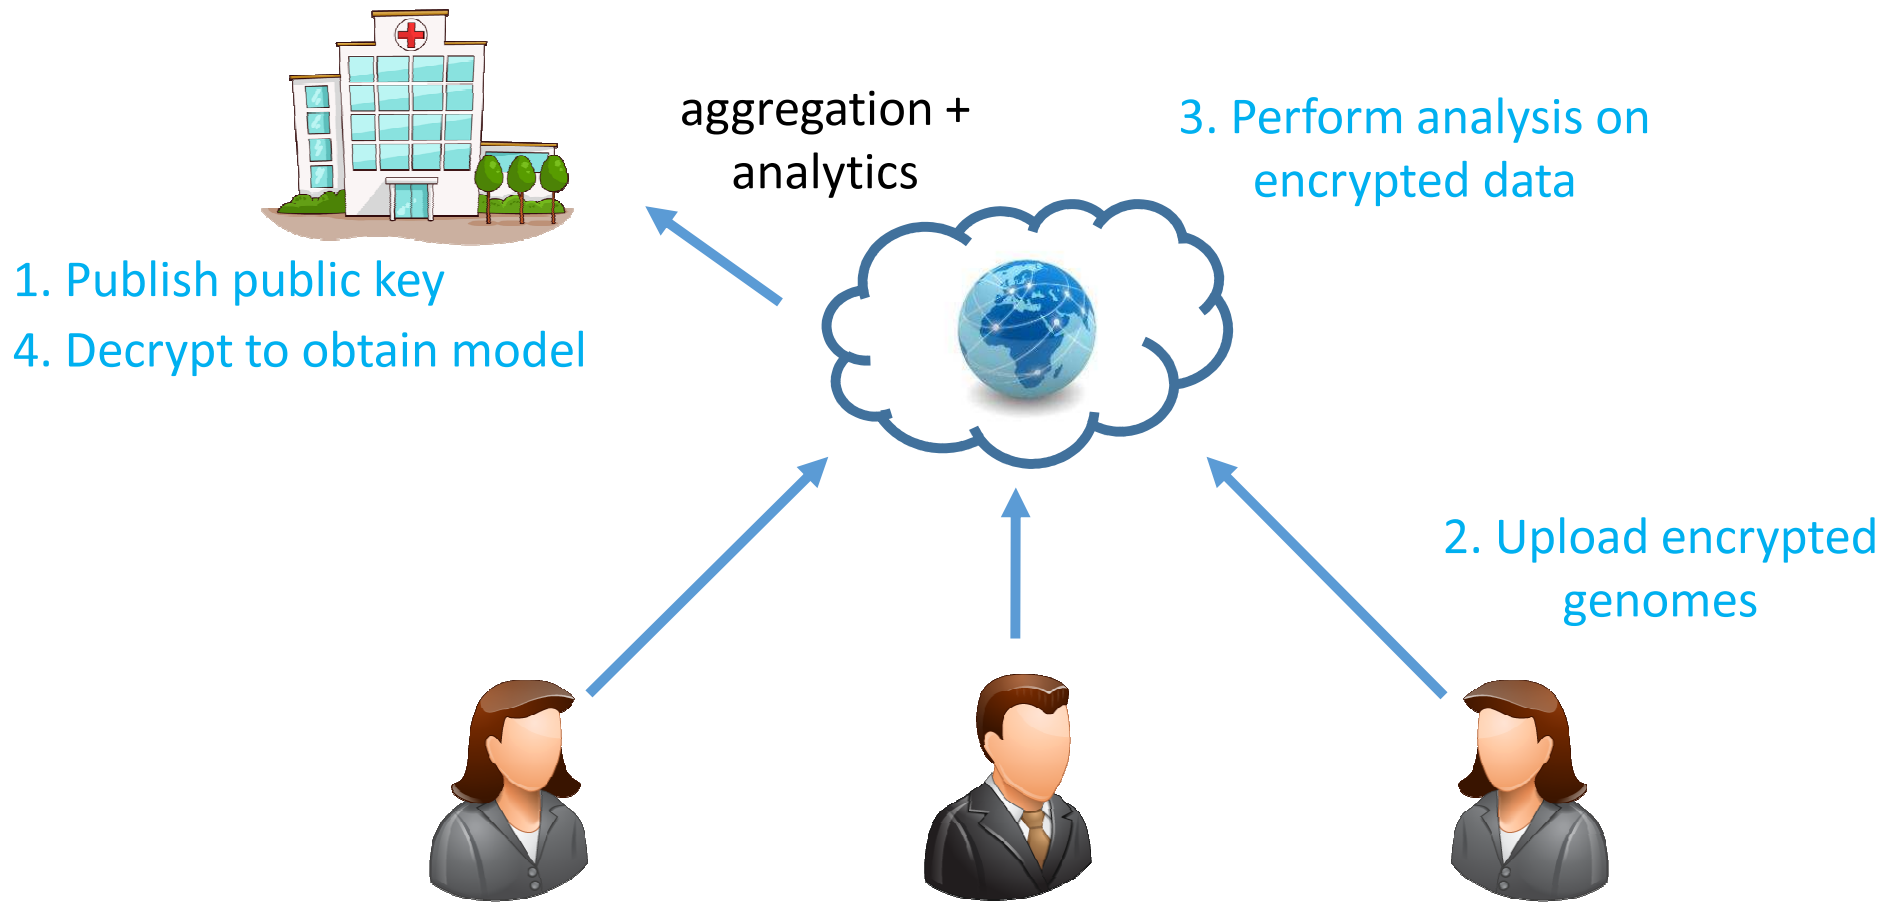 aggregation +
analytics
3. Perform analysis on
encrypted data
1. Publish public key
4. Decrypt to obtain model
2. Upload encrypted
genomes